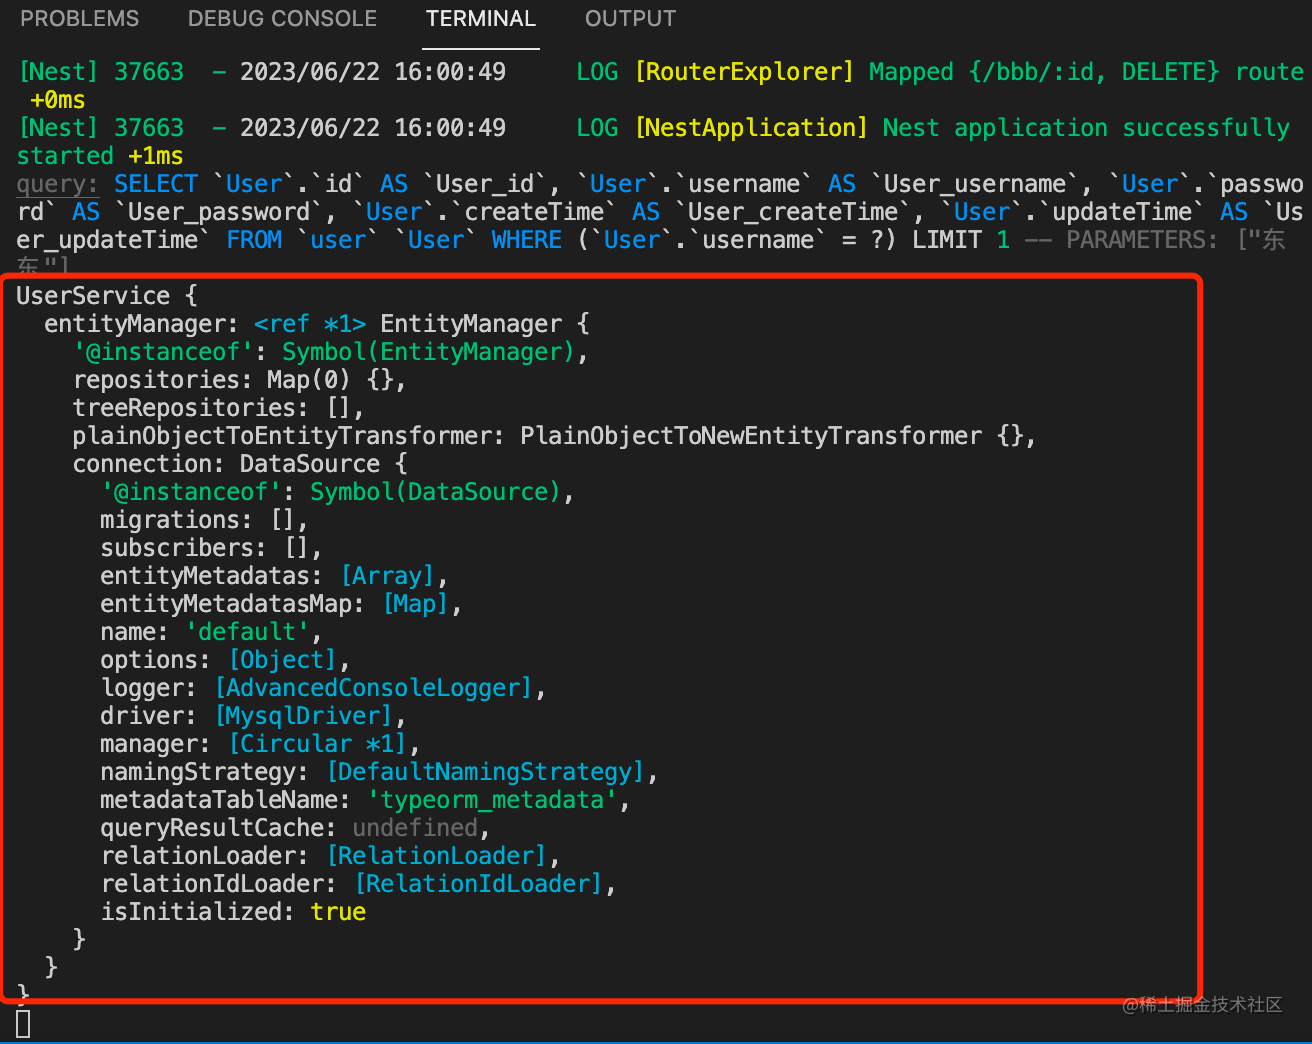 PROBLEMS DEBUG CONSOLE TERMINAL OUTPUT
[Nest] 37663  - 2023/06/22 16:00:49     LOG [RouterExplorer] Mapped {/bbb/:id, DELETE} route
 +0ms
[Nest] 37663  - 2023/06/22 16:00:49     LOG [NestApplication] Nest application successfully
started +1ms
query: SELECT `User`.`id` AS `User_id`, `User`.`username` AS `User_username`, `User`.`passwo
rd` AS `User_password`, `User`.`createTime` AS `User_createTime`, `User`.`updateTime` AS `Us
er_updateTime` FROM `user` `User` WHERE (`User`.`username` = ?) LIMIT 1 -- PARAMETERS: ["东
东"]
UserService {
  entityManager: <ref *1> EntityManager {
    '@instanceof': Symbol(EntityManager),
    repositories: Map(0) {},
    treeRepositories: [],
    plainObjectToEntityTransformer: PlainObjectToNewEntityTransformer {},
    connection: DataSource {
      '@instanceof': Symbol(DataSource),
      migrations: [],
      subscribers: [],
      entityMetadatas: [Array],
      entityMetadatasMap: [Map],
      name: 'default',
      options: [Object],
      logger: [AdvancedConsoleLogger],
      driver: [MysqlDriver],
      manager: [Circular *1],
      namingStrategy: [DefaultNamingStrategy],
      metadataTableName: 'typeorm_metadata',
      queryResultCache: undefined,
      relationLoader: [RelationLoader],
      relationIdLoader: [RelationIdLoader],
      isInitialized: true
    }
  }
}
@稀土掘金技术社区